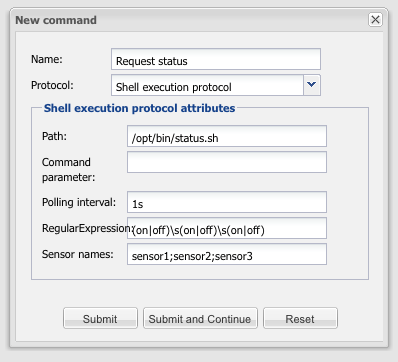 New command
Name: Request status
Protocol: Shell execution protocol
Shell execution protocol attributes
Path: /opt/bin/status.sh
Command
parameter:
Polling interval: 1s
RegularExpression: (on|off)\s(on|off)\s(on|off)
Sensor names: sensor1;sensor2;sensor3
Submit Submit and Continue Reset